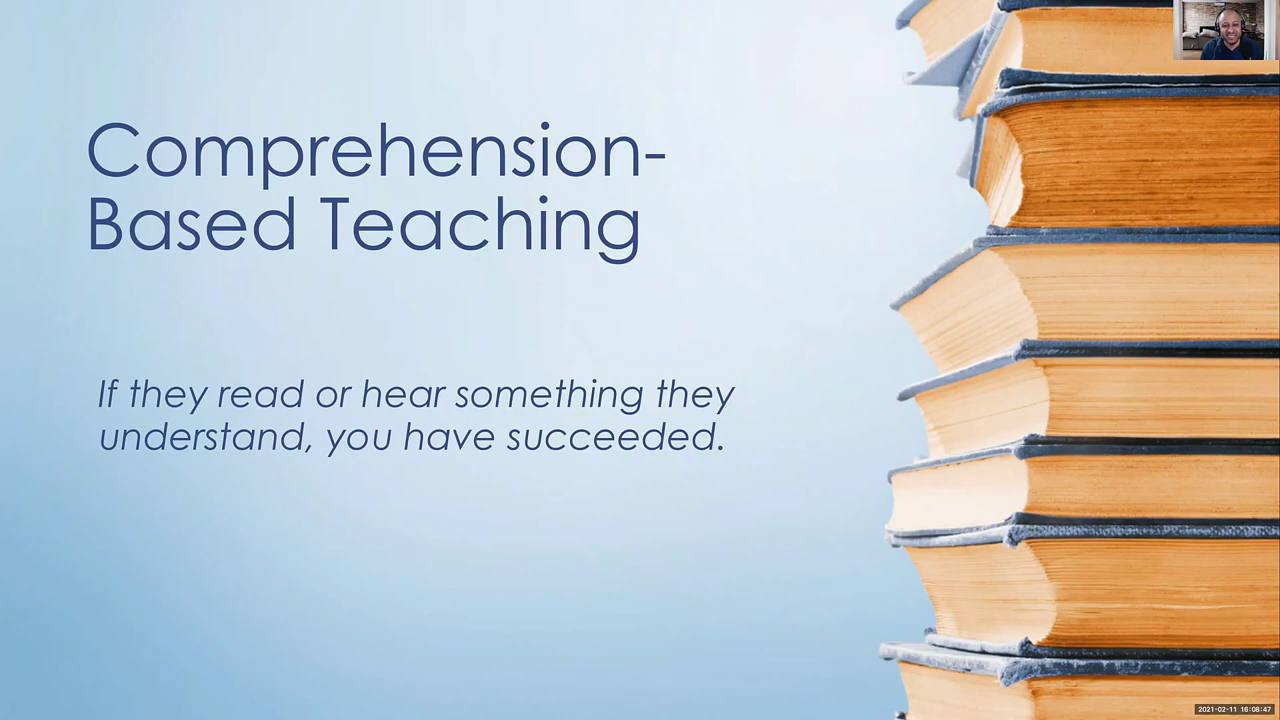 Comprehension-
Based Teaching
If they read or hear something they
understand, you have succeeded.
2021-02-11 16:08:47